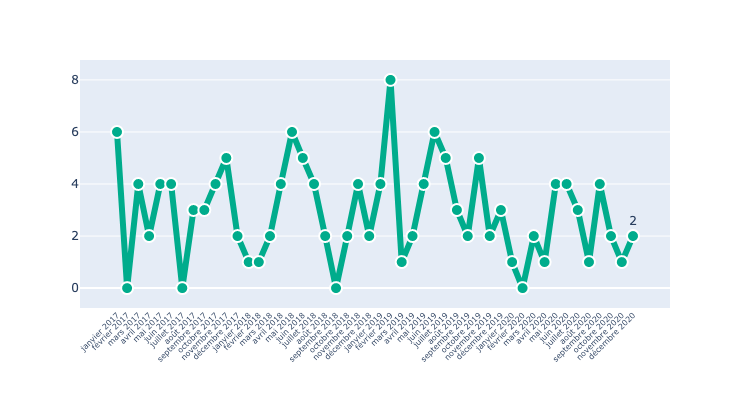 8
6
4
2
0
2
janvier 2017
février 2017
mars 2017
avril 2017
mai 2017
juin 2017
juillet 2017
août 2017
septembre 2017
octobre 2017
novembre 2017
décembre 2017
janvier 2018
février 2018
mars 2018
avril 2018
mai 2018
juin 2018
juillet 2018
août 2018
septembre 2018
octobre 2018
novembre 2018
décembre 2018
janvier 2019
février 2019
mars 2019
avril 2019
mai 2019
juin 2019
juillet 2019
août 2019
septembre 2019
octobre 2019
novembre 2019
décembre 2019
janvier 2020
février 2020
mars 2020
avril 2020
mai 2020
juin 2020
juillet 2020
août 2020
septembre 2020
octobre 2020
novembre 2020
décembre 2020